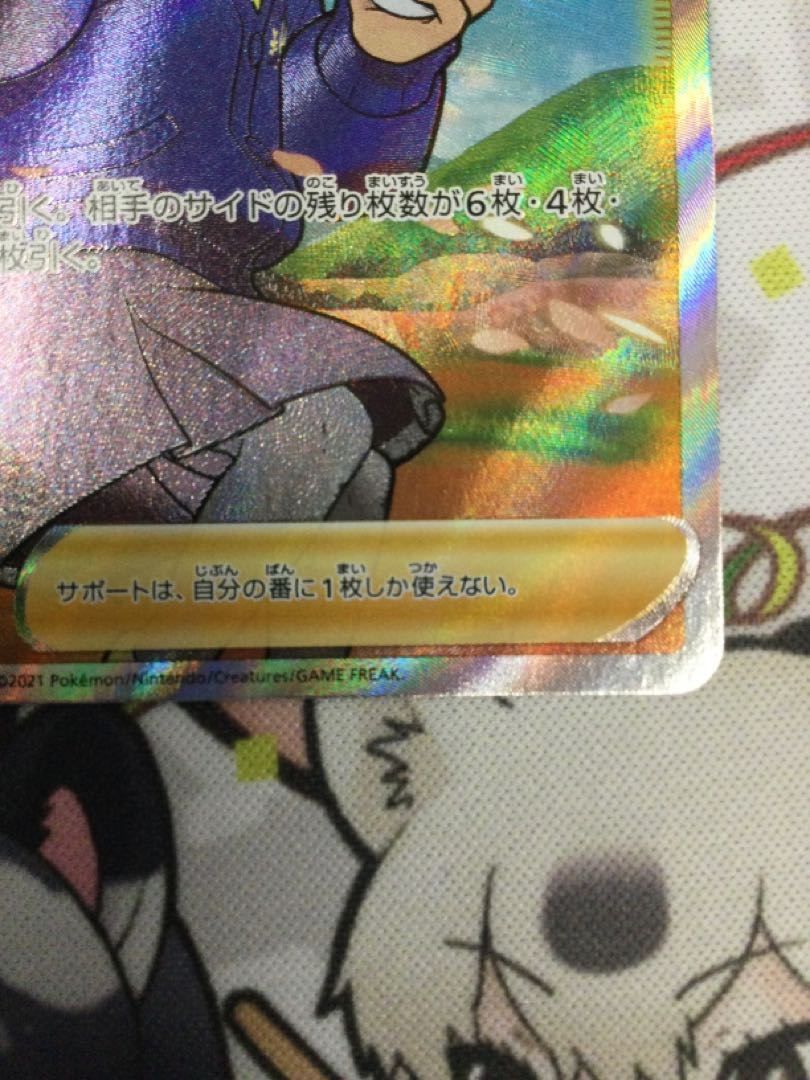 引く。相手のサイドの残り枚数が6枚・4枚・
枚引く。
サポートは、自分の番に1枚しか使えない。
©2021 Pokémon/Nintendo/Creatures/GAME FREAK.